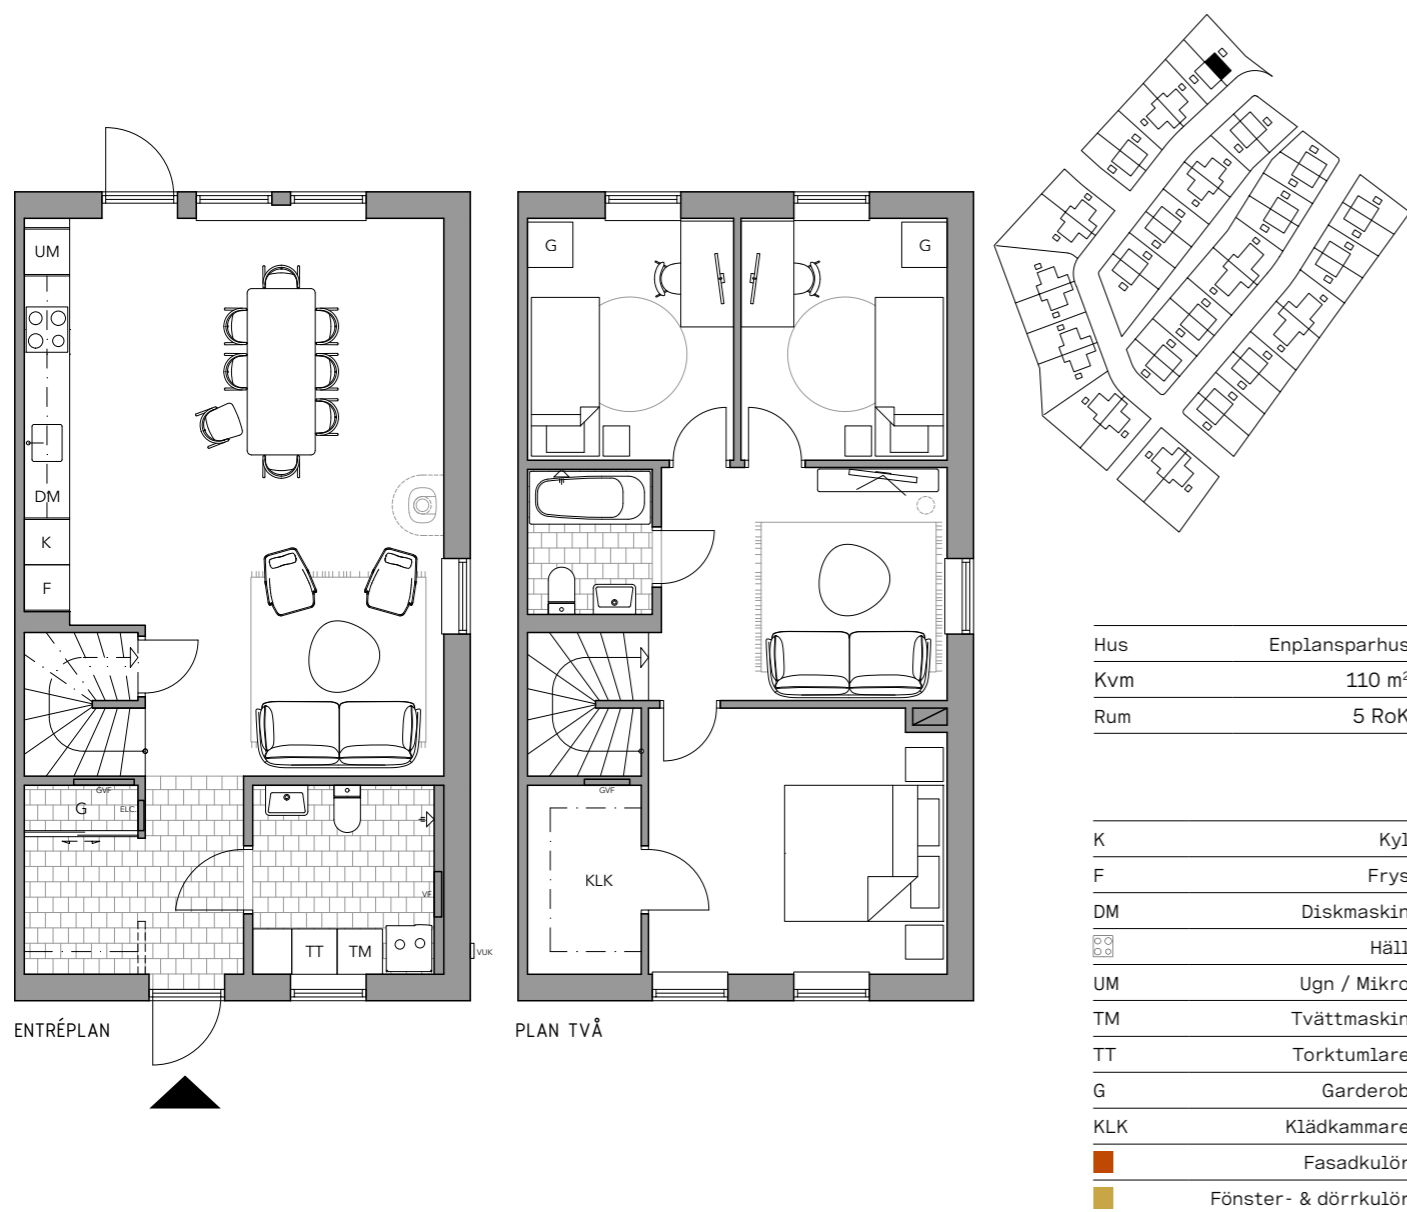 UM
DM
K
F
GVF
G
ELC.
VF
TT
TM
VUK
ENTRÉPLAN
G
G
GVF
KLK
PLAN TVÅ
Hus Enplansparhus
Kvm 110 m²
Rum 5 RoK
K Kyl
F Frys
DM Diskmaskin
Häll
UM Ugn / Mikro
TM Tvättmaskin
TT Torktumlare
G Garderob
KLK Klädkammare
Fasadkulör
Fönster- & dörrkulör